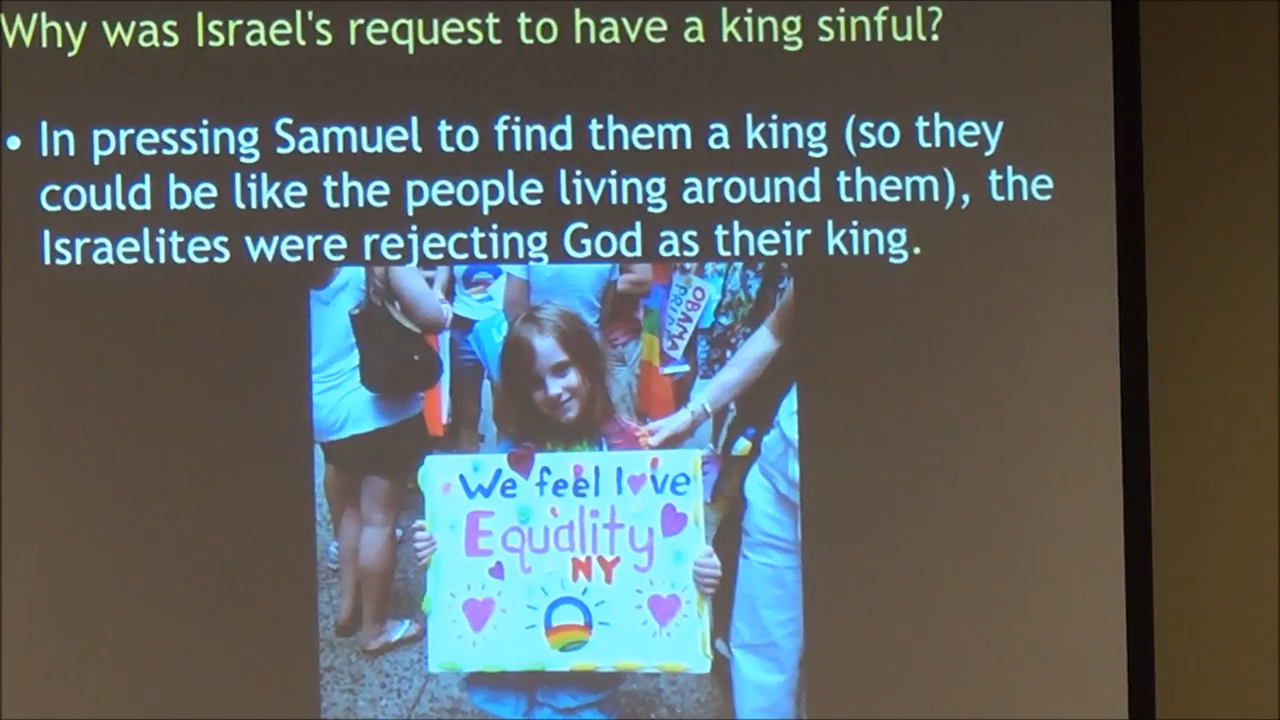 Why was Israel's request to have a king sinful?
• In pressing Samuel to find them a king (so they
could be like the people living around them), the
Israelites were rejecting God as their king.
OBAMA
PRIDE
We feel l♥ve
Equality
NY